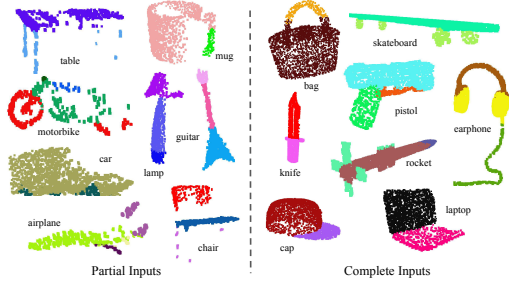 table
mug
motorbike
guitar
car
lamp
airplane
chair
Partial Inputs
skateboard
bag
pistol
earphone
knife
rocket
laptop
cap
Complete Inputs